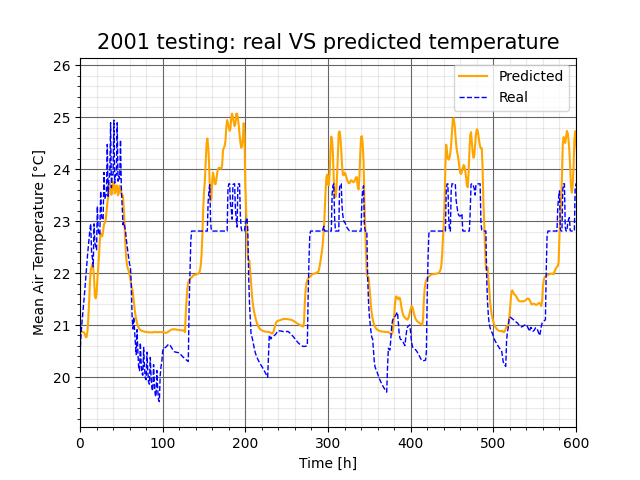 2001 testing: real VS predicted temperature
Predicted
Real
Mean Air Temperature [°C]
26
25
24
23
22
21
20
0 100 200 300 400 500 600
Time [h]